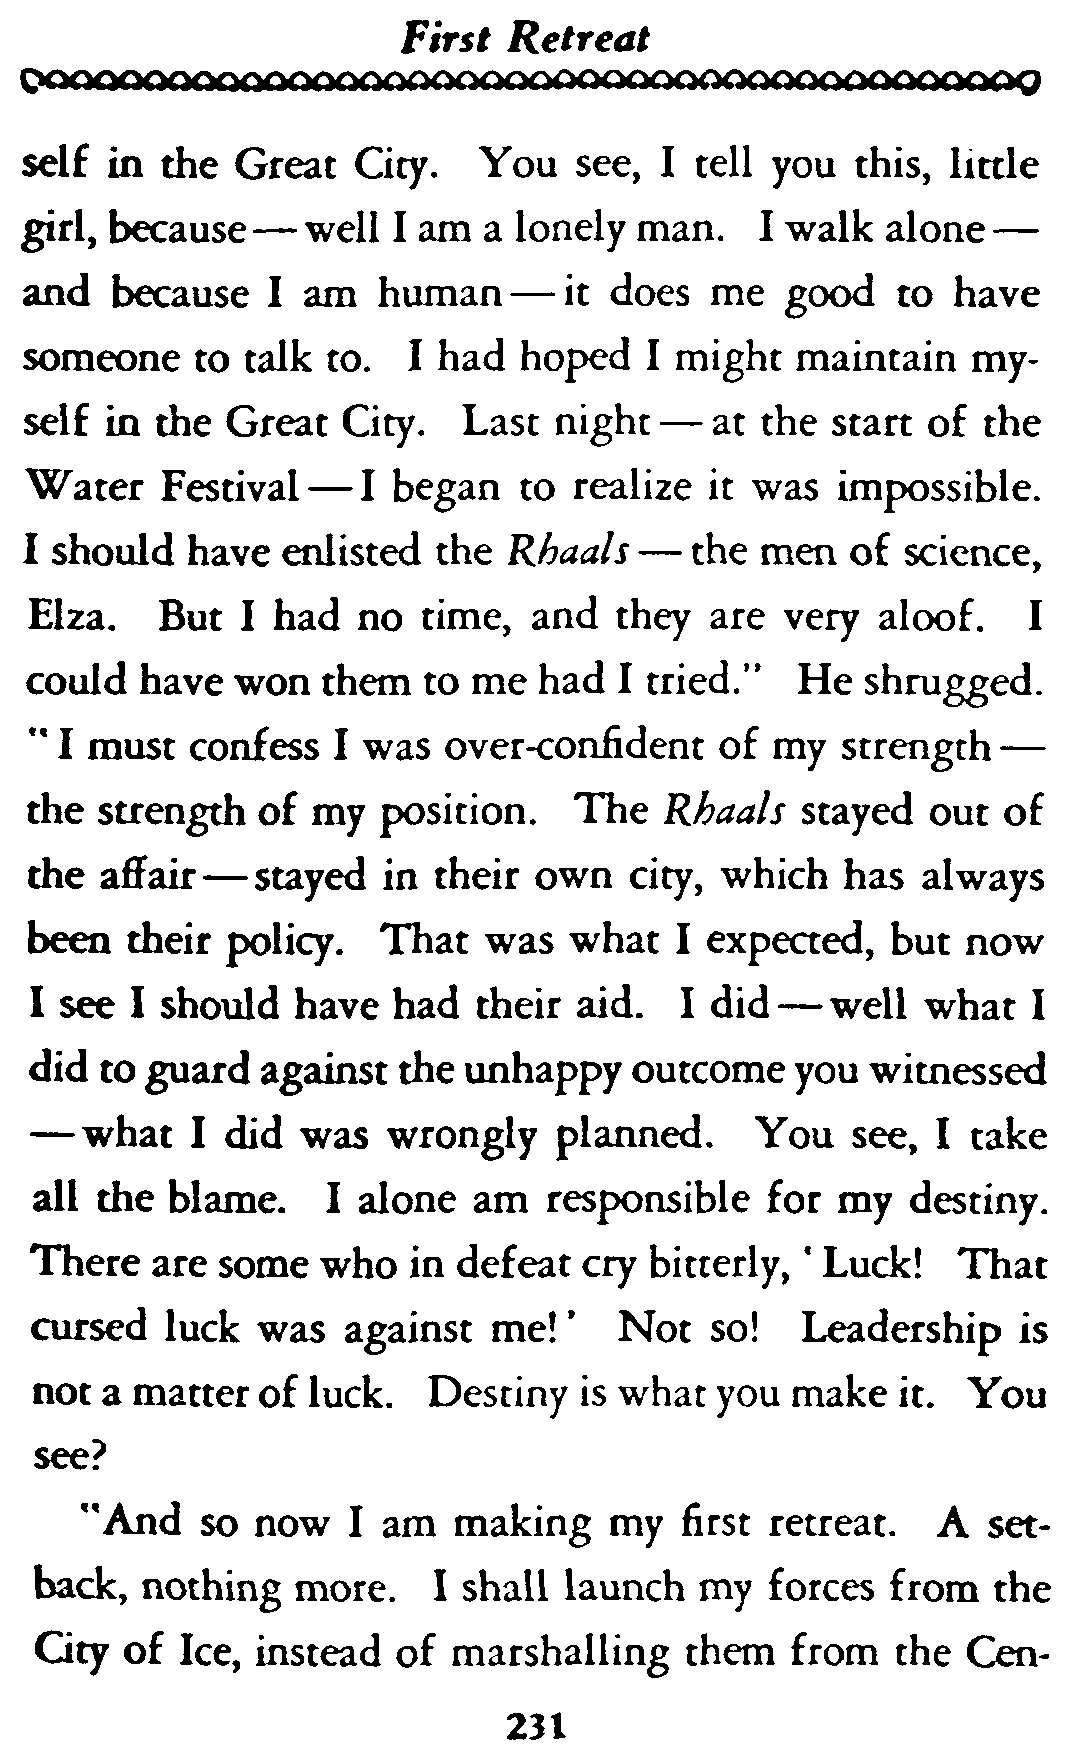 First Retreat
self in the Great City. You see, I tell you this, little
girl, because—well I am a lonely man. I walk alone—
and because I am human—it does me good to have
someone to talk to. I had hoped I might maintain my-
self in the Great City. Last night—at the start of the
Water Festival—I began to realize it was impossible.
I should have enlisted the Rhaals—the men of science,
Elza. But I had no time, and they are very aloof. I
could have won them to me had I tried." He shrugged.
"I must confess I was over-confident of my strength—
the strength of my position. The Rhaals stayed out of
the affair—stayed in their own city, which has always
been their policy. That was what I expected, but now
I see I should have had their aid. I did—well what I
did to guard against the unhappy outcome you witnessed
—what I did was wrongly planned. You see, I take
all the blame. I alone am responsible for my destiny.
There are some who in defeat cry bitterly, 'Luck! That
cursed luck was against me!' Not so! Leadership is
not a matter of luck. Destiny is what you make it. You
see?
"And so now I am making my first retreat. A set-
back, nothing more. I shall launch my forces from the
City of Ice, instead of marshalling them from the Cen-
231